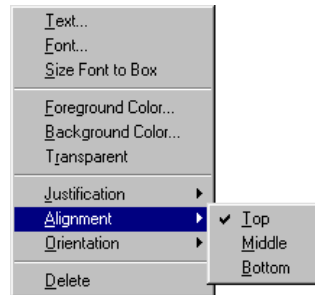 Text...
Font...
Size Font to Box
Foreground Color...
Background Color...
Transparent
Justification
Alignment
Orientation
Delete
Top
Middle
Bottom